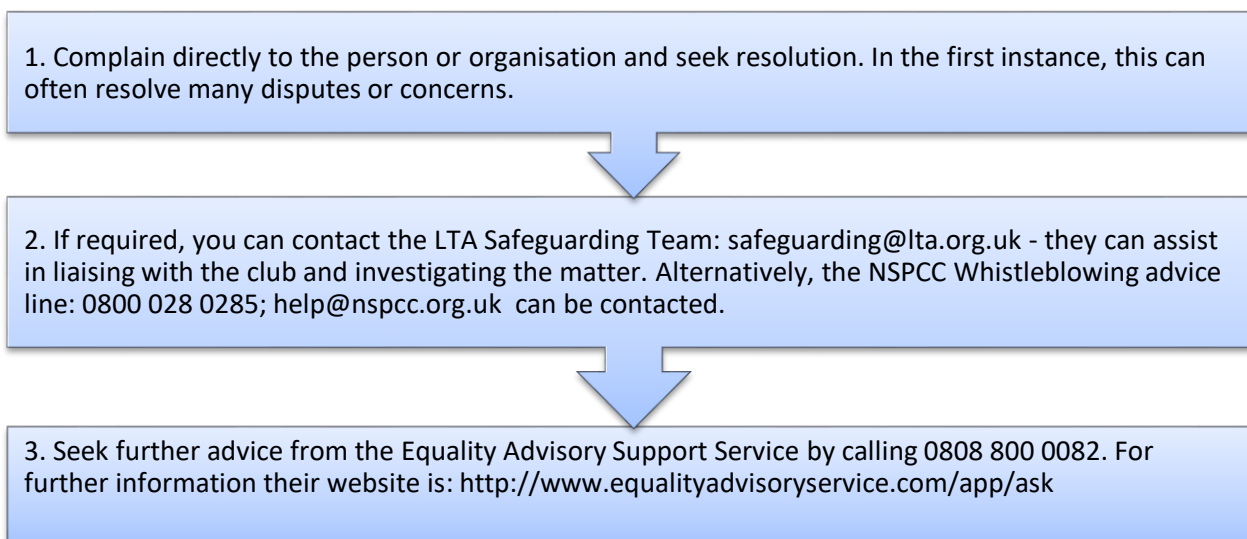 1. Complain directly to the person or organisation and seek resolution. In the first instance, this can
often resolve many disputes or concerns.
2. If required, you can contact the LTA Safeguarding Team: safeguarding@lta.org.uk - they can assist
in liaising with the club and investigating the matter. Alternatively, the NSPCC Whistleblowing advice
line: 0800 028 0285; help@nspcc.org.uk can be contacted.
3. Seek further advice from the Equality Advisory Support Service by calling 0808 800 0082. For
further information their website is: http://www.equalityadvisoryservice.com/app/ask